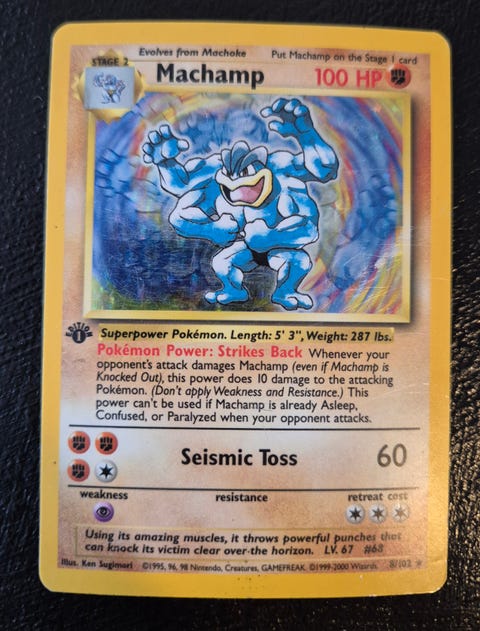 Evolves from Machoke
Put Machamp on the Stage 1 card
STAGE 2
Machamp
100 HP
EDITION
1
Superpower Pokémon. Length: 5' 3", Weight: 287 lbs.
Pokémon Power: Strikes Back Whenever your
opponent's attack damages Machamp (even if Machamp is
Knocked Out), this power does 10 damage to the attacking
Pokémon. (Don't apply Weakness and Resistance.) This
power can't be used if Machamp is already Asleep,
Confused, or Paralyzed when your opponent attacks.
Seismic Toss 60
weakness resistance retreat cost
Using its amazing muscles, it throws powerful punches that
can knock its victim clear over the horizon. LV. 67 #68
Illus. Ken Sugimori ©1995, 96, 98 Nintendo, Creatures, GAMEFREAK. ©1999-2000 Wizards. 8/102 ★